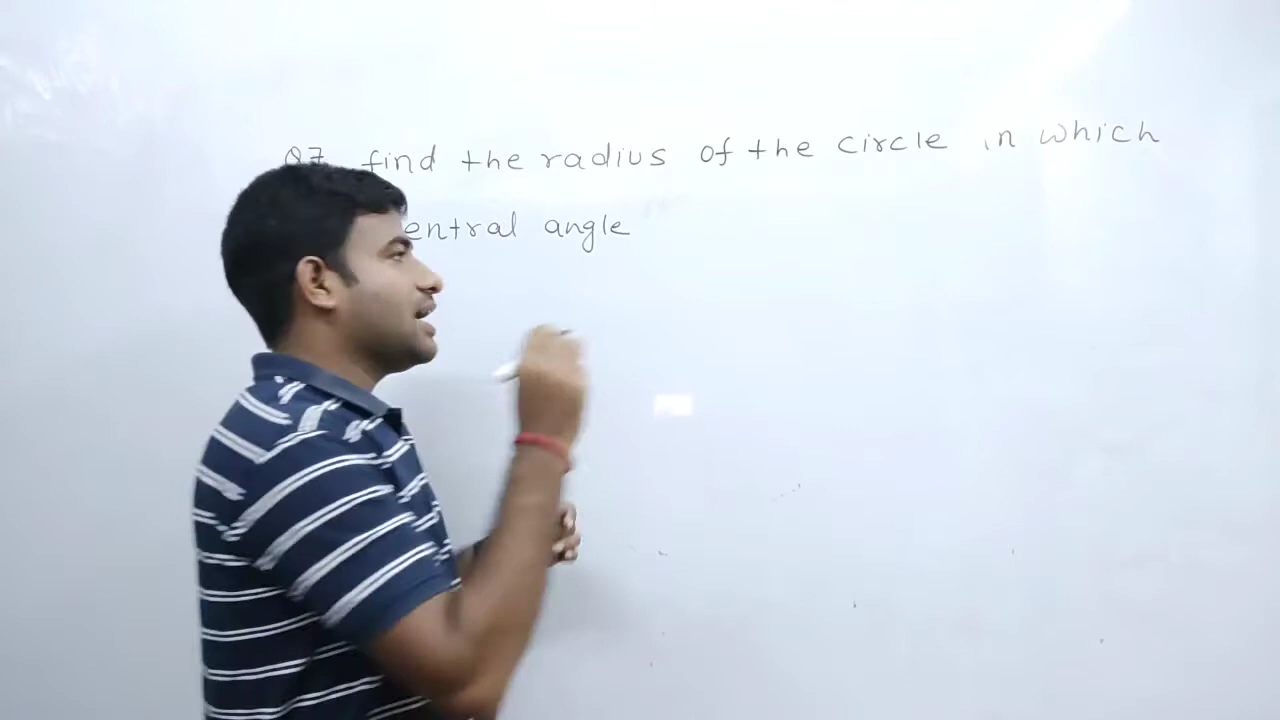 Q7 find the radius of the circle in which
entral angle